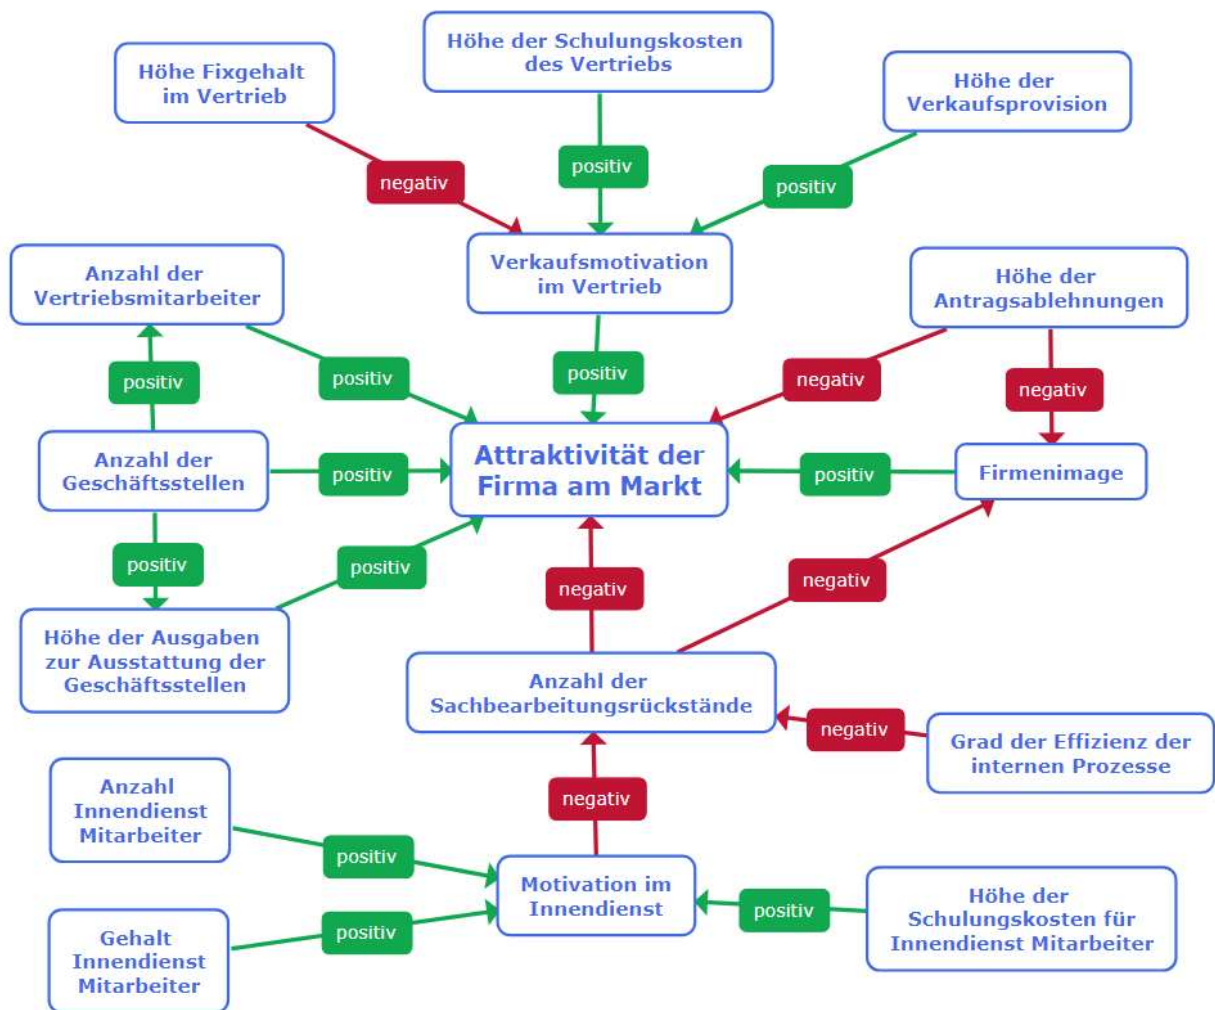 Höhe der Schulungskosten
des Vertriebs
Höhe Fixgehalt
im Vertrieb
Höhe der
Verkaufsprovision
positiv
negativ
positiv
Anzahl der
Vertriebsmitarbeiter
Verkaufsmotivation
im Vertrieb
Höhe der
Antragsablehnungen
positiv
positiv
positiv
negativ
negativ
Anzahl der
Geschäftsstellen
positiv
Attraktivität der
Firma am Markt
positiv
Firmenimage
positiv
positiv
negativ
negativ
Höhe der Ausgaben
zur Ausstattung der
Geschäftsstellen
Anzahl der
Sachbearbeitungsrückstände
negativ
Grad der Effizienz der
internen Prozesse
Anzahl
Innendienst
Mitarbeiter
negativ
positiv
Motivation im
Innendienst
positiv
Höhe der
Schulungskosten für
Innendienst Mitarbeiter
Gehalt
Innendienst
Mitarbeiter
positiv